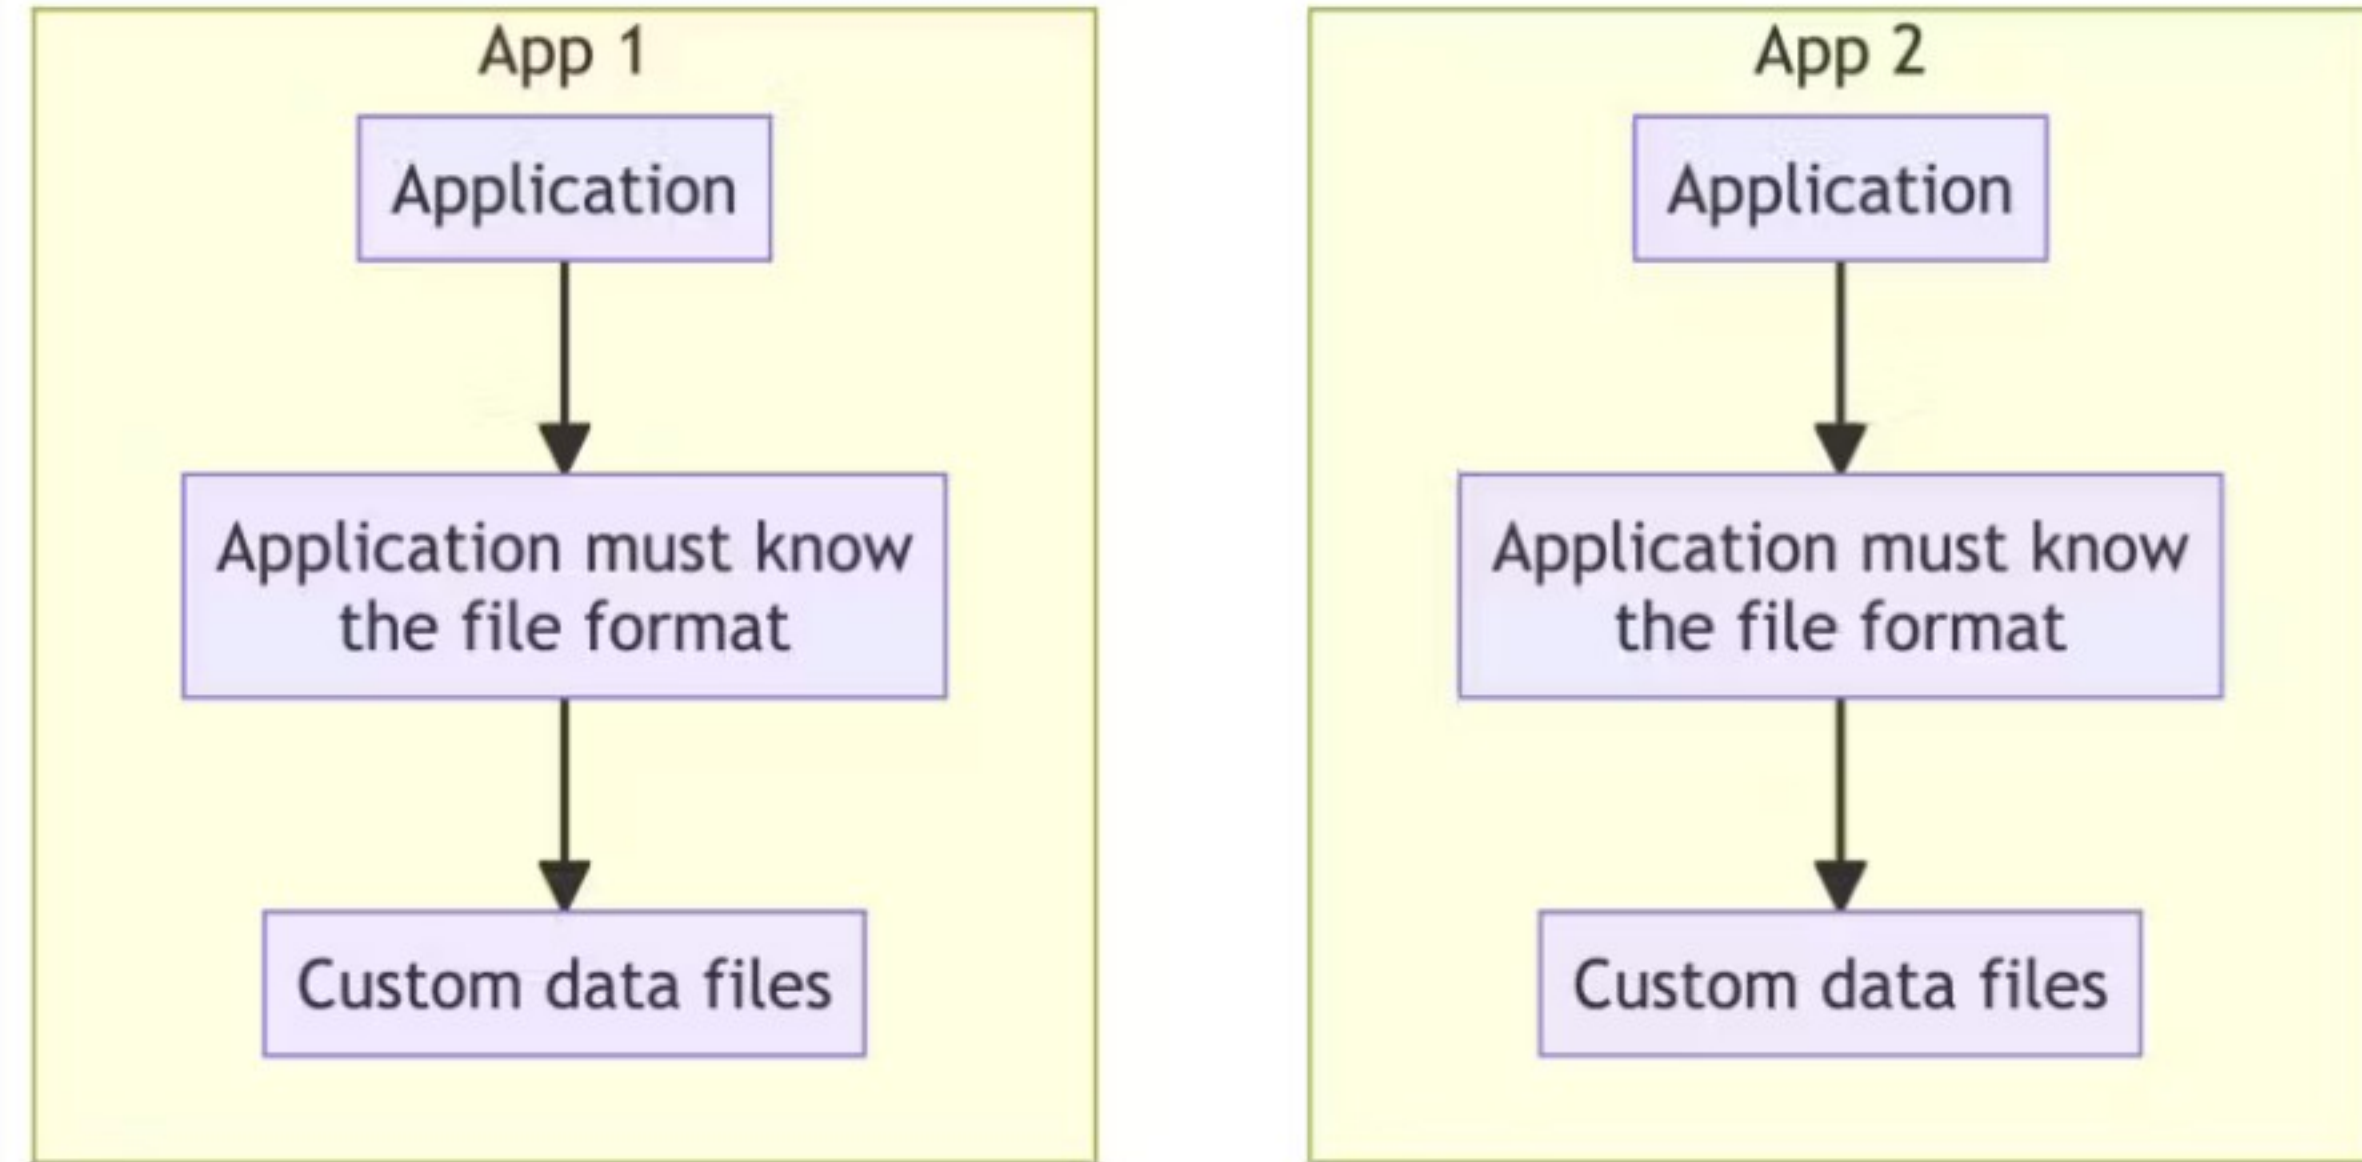 App 1
Application
Application must know
the file format
Custom data files
App 2
Application
Application must know
the file format
Custom data files